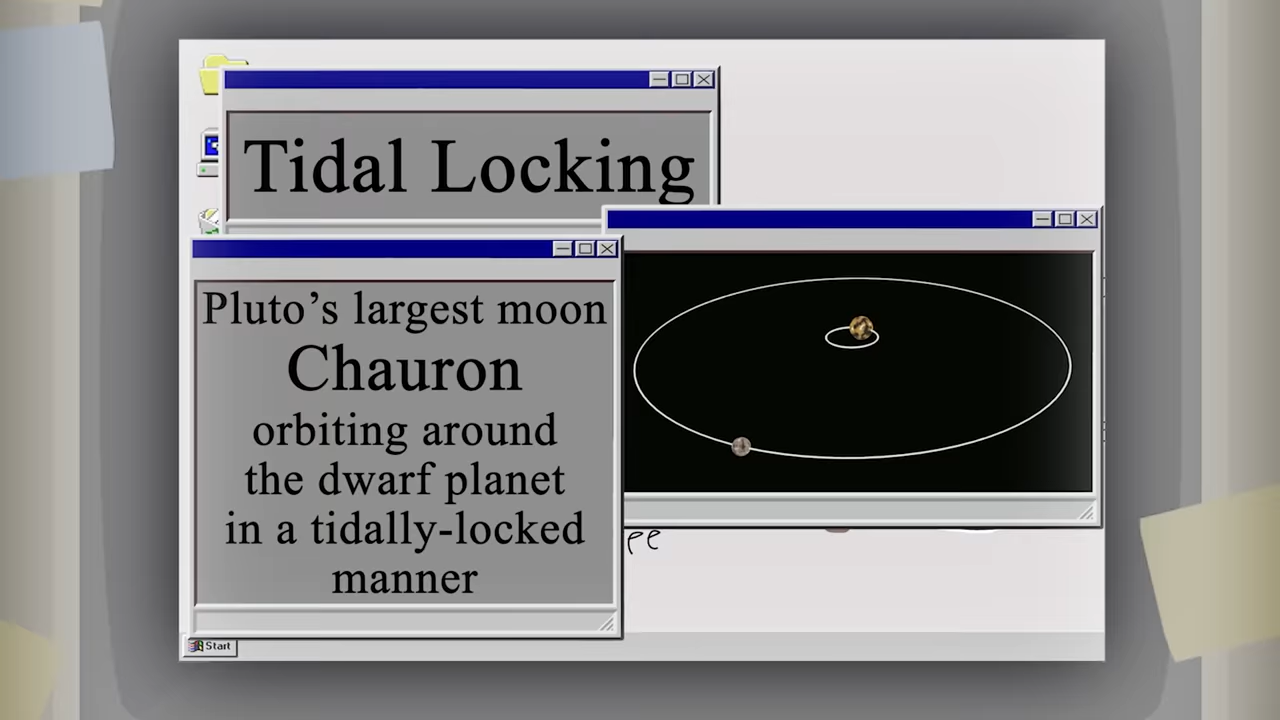 Tidal Locking
Pluto’s largest moon
Chauron
orbiting around
the dwarf planet
in a tidally-locked
manner
Start